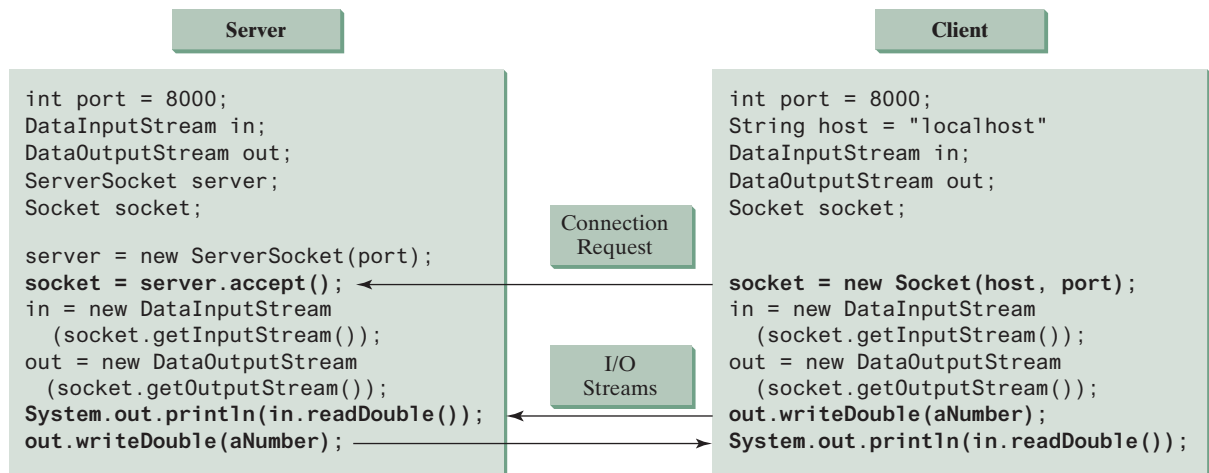 Server
int port = 8000;
DataInputStream in;
DataOutputStream out;
ServerSocket server;
Socket socket;
server = new ServerSocket(port);
socket = server.accept();
in = new DataInputStream
(socket.getInputStream());
out = new DataOutputStream
(socket.getOutputStream());
System.out.println(in.readDouble());
out.writeDouble(aNumber);
Connection
Request
I/O
Streams
Client
int port = 8000;
String host = "localhost"
DataInputStream in;
DataOutputStream out;
Socket socket;
socket = new Socket(host, port);
in = new DataInputStream
(socket.getInputStream());
out = new DataOutputStream
(socket.getOutputStream());
out.writeDouble(aNumber);
System.out.println(in.readDouble());